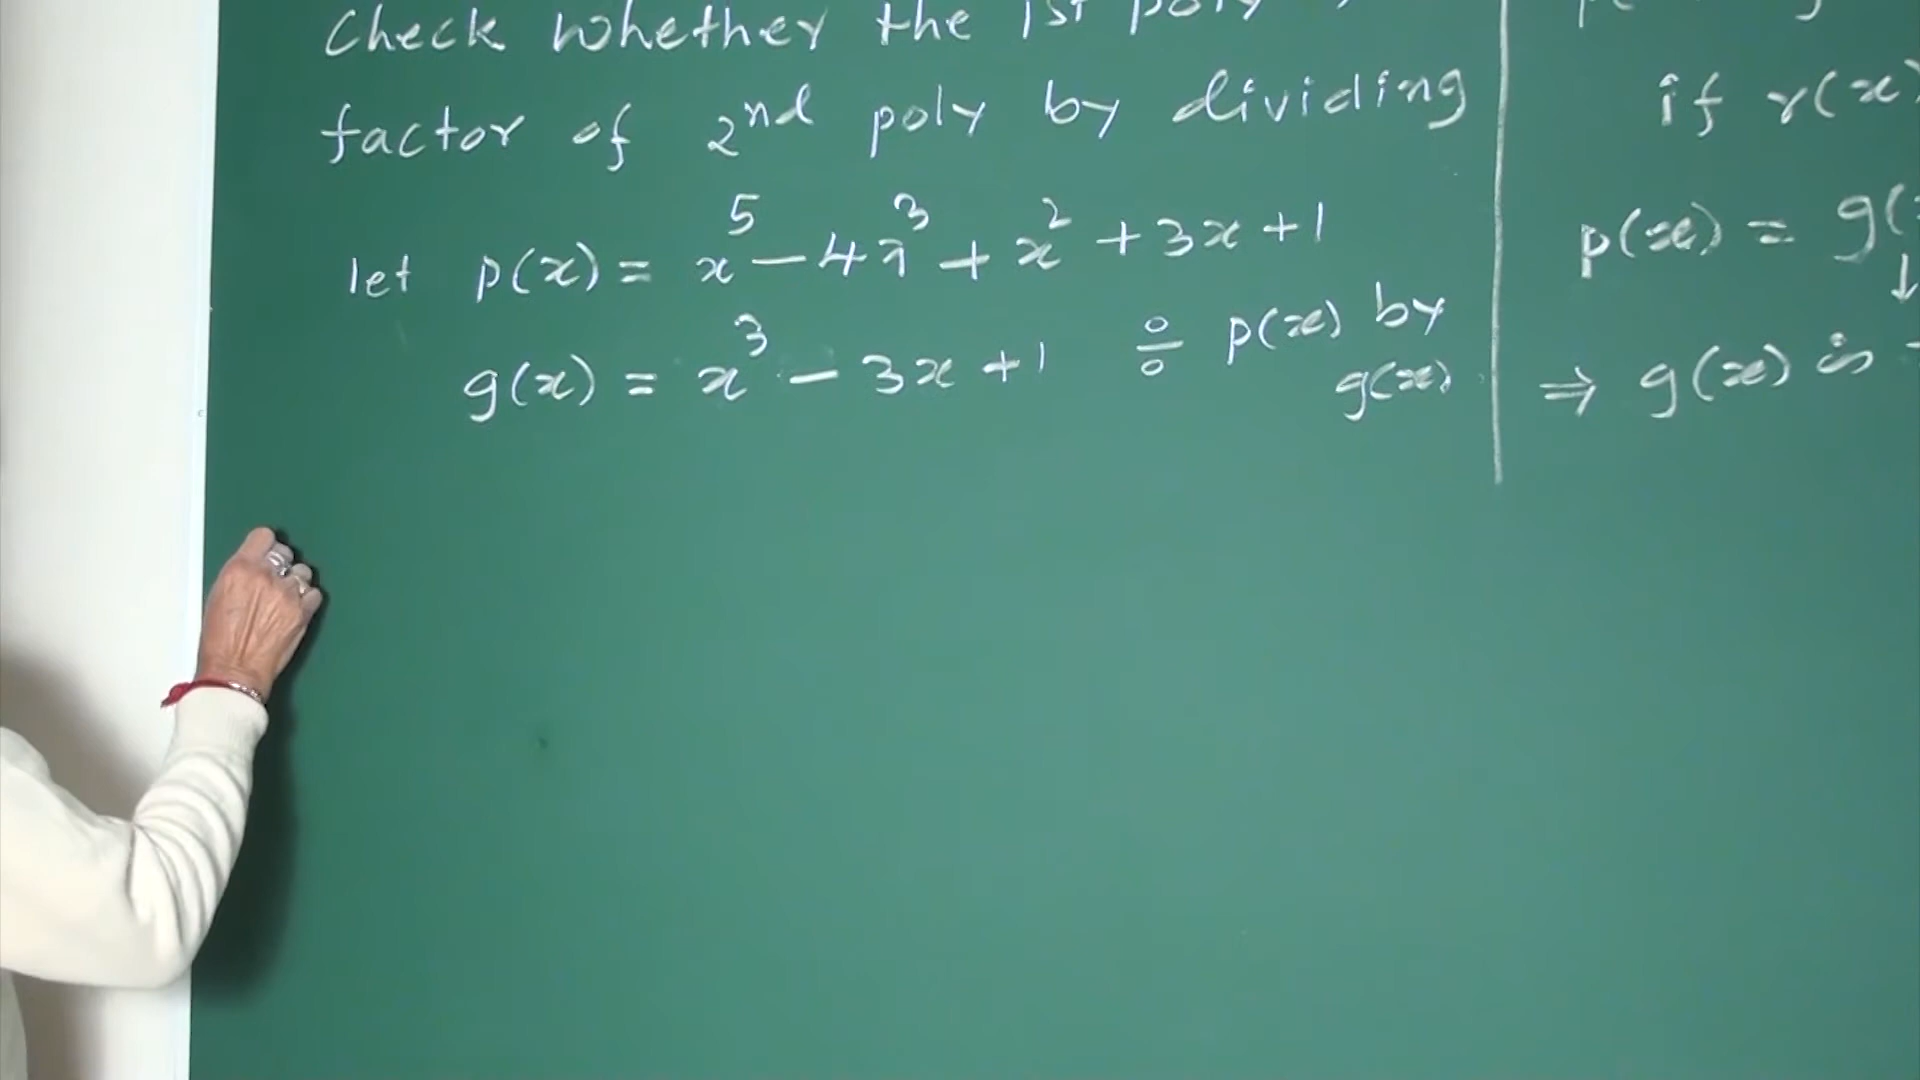 Check whether the 1st poly
factor of 2nd poly by dividing
let p(x) = x⁵ - 4x³ + x² + 3x + 1
g(x) = x³ - 3x + 1 ÷ p(x) by
g(x)
if r(x)
p(x) = g(
↓
⇒ g(x) is